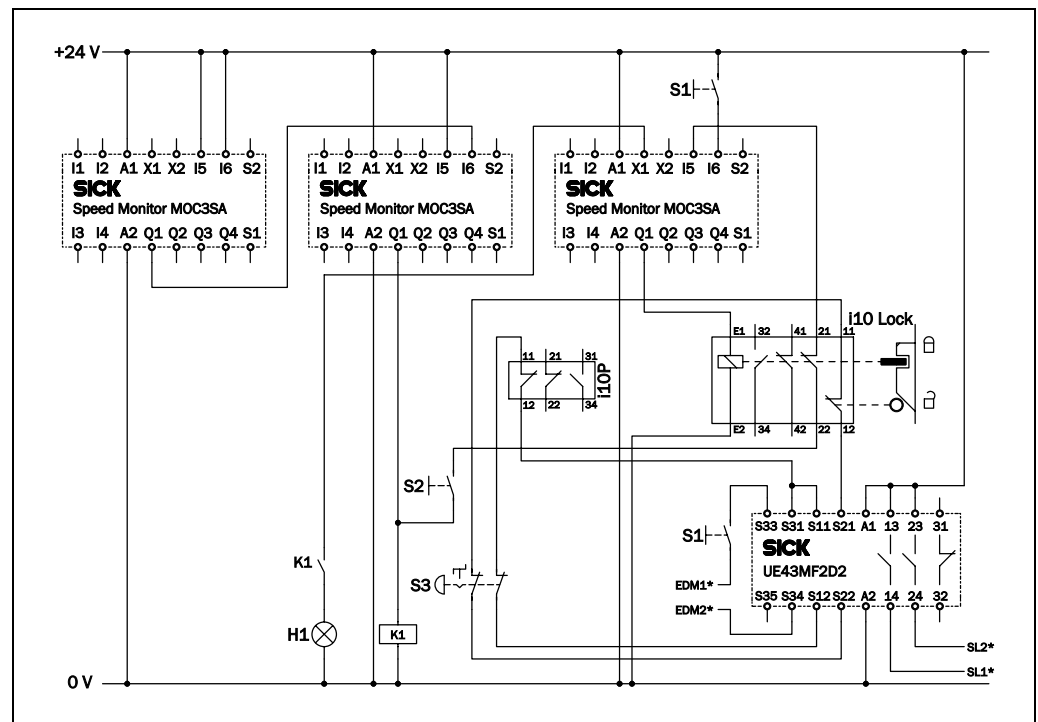 +24 V
S1
I1 I2 A1 X1 X2 I5 I6 S2
SICK
Speed Monitor MOC3SA
I3 I4 A2 Q1 Q2 Q3 Q4 S1
I1 I2 A1 X1 X2 I5 I6 S2
SICK
Speed Monitor MOC3SA
I3 I4 A2 Q1 Q2 Q3 Q4 S1
I1 I2 A1 X1 X2 I5 I6 S2
SICK
Speed Monitor MOC3SA
I3 I4 A2 Q1 Q2 Q3 Q4 S1
i10 Lock
E1 32 41 21 11
E2 34 42 22 12
11 21 31
i10P
12 22 34
S2
S1
S33 S31 S11 S21 A1 13 23 31
SICK
UE43MF2D2
S35 S34 S12 S22 A2 14 24 32
EDM1*
EDM2*
K1
S3
H1
K1
SL2*
SL1*
0 V